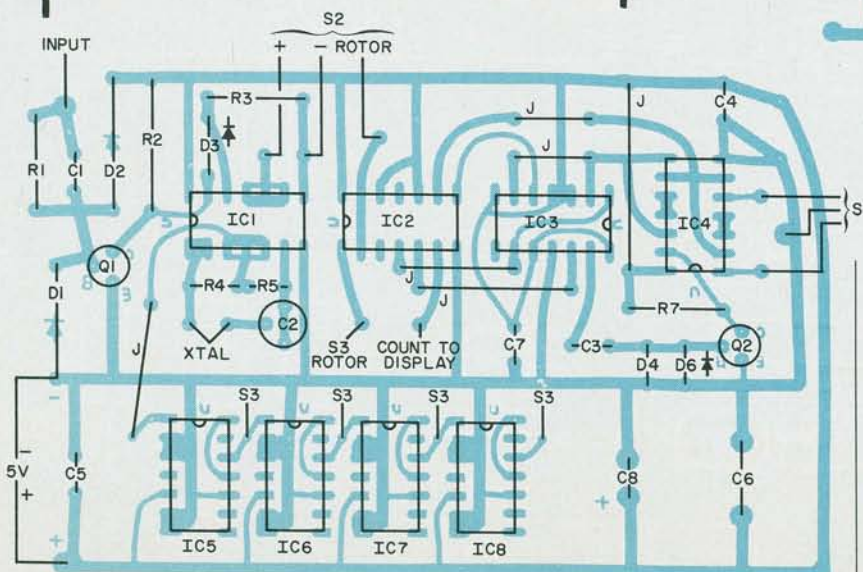 S2
INPUT
+
- ROTOR
R3
J
J
C4
R1
C1
D2
R2
D3
J
IC1
IC2
IC3
IC4
S
Q1
J
D1
R4
R5
C2
XTAL
S3
ROTOR
COUNT TO
DISPLAY
C7
C3
R7
Q2
D4
D6
J
-
S3
S3
S3
S3
-
5V
+
C5
C8
C6
+
+
IC5
IC6
IC7
IC8